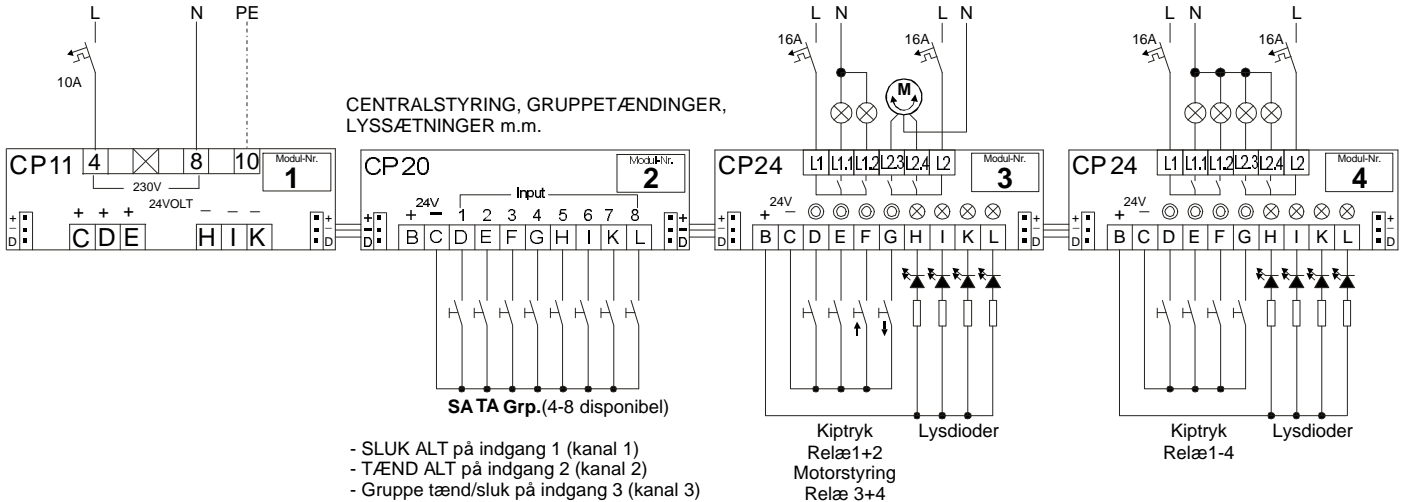 L N PE
10A
L N L N
16A 16A
M
L N L
16A 16A
CENTRALSTYRING, GRUPPETÆNDINGER,
LYSSÆTNINGER m.m.
CP11 4 8 10 Modul-Nr.
1
230V
24VOLT
+ + + – – –
+ – D
C D E H I K
+ – D
CP20 Modul-Nr.
2
Input
24V
+ – 1 2 3 4 5 6 7 8
+ – D
B C D E F G H I K L
+ – D
CP24 L1 L1.1 L1.2 L2.3 L2.4 L2 Modul-Nr.
3
24V
+ –
+ – D
B C D E F G H I K L
+ – D
CP24 L1 L1.1 L1.2 L2.3 L2.4 L2 Modul-Nr.
4
24V
+ –
+ – D
B C D E F G H I K L
+ – D
SA TA Grp.(4-8 disponibel)
- SLUK ALT på indgang 1 (kanal 1)
- TÆND ALT på indgang 2 (kanal 2)
- Gruppe tænd/sluk på indgang 3 (kanal 3)
Kiptryk
Relæ1+2
Motorstyring
Relæ 3+4
Lysdioder
Kiptryk
Relæ1-4
Lysdioder